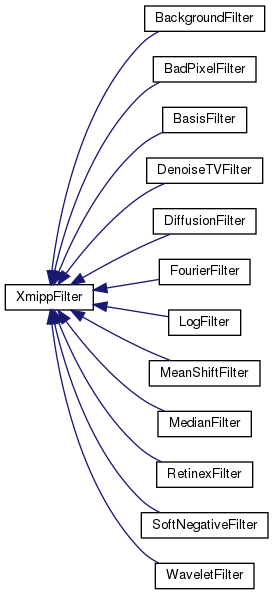 BackgroundFilter
BadPixelFilter
BasisFilter
DenoiseTVFilter
DiffusionFilter
FourierFilter
XmippFilter
LogFilter
MeanShiftFilter
MedianFilter
RetinexFilter
SoftNegativeFilter
WaveletFilter